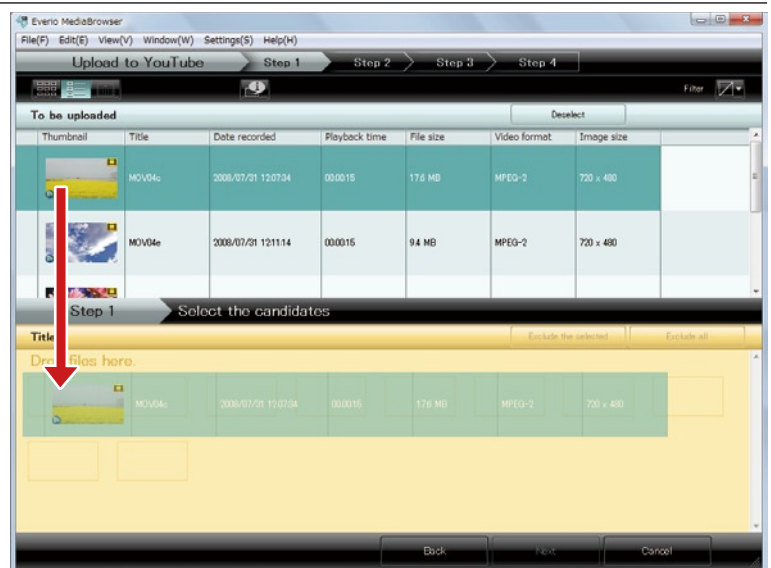 Everio MediaBrowser
File(F) Edit(E) View(V) Window(W) Settings(S) Help(H)
Upload to YouTube Step 1 Step 2 Step 3 Step 4
Filter
To be uploaded Deselect
Thumbnail Title Date recorded Playback time File size Video format Image size
MOV04c 2008/07/31 12:07:34 00:00:15 17.6 MB MPEG-2 720 x 480
MOV04e 2008/07/31 12:11:14 00:00:15 9.4 MB MPEG-2 720 x 480
Step 1 Select the candidates
Title Exclude the selected Exclude all
files here.
MOV04c 2008/07/31 12:07:34 00:00:15 17.6 MB MPEG-2 720 x 480
Back Next Cancel